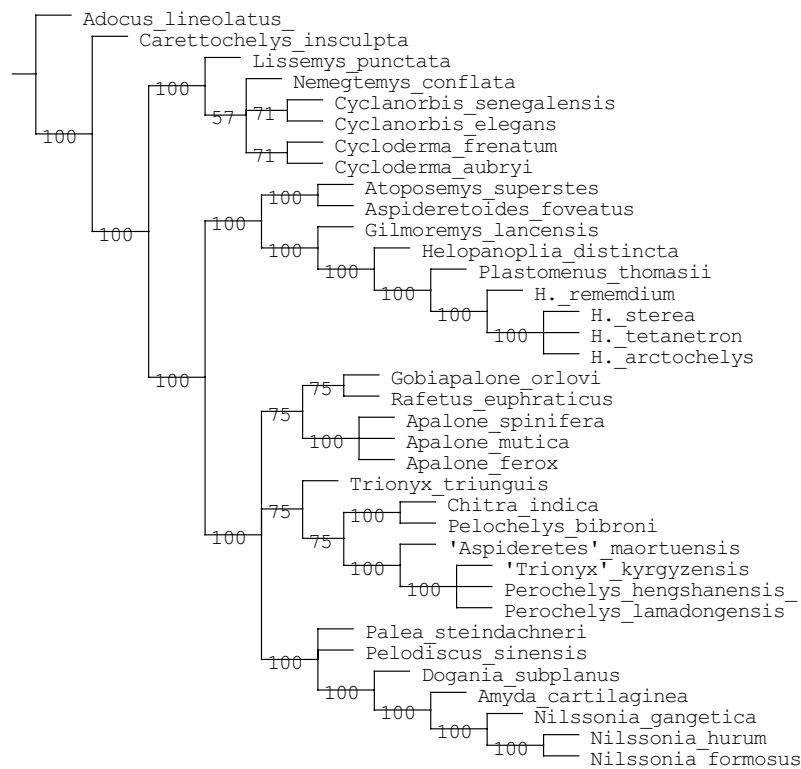 Adocus_lineolatus_
Carettochelys_insculpta
Lissemys_punctata
100
Nemegtemys_conflata
Cyclanorbis_senegalensis
57
71
Cyclanorbis_elegans
100
Cycloderma_frenatum
71
Cycloderma_aubryi
Atoposemys_superstes
100
Aspideretoides_foveatus
100
Gilmoremys_lancensis
100
100
Helopanoplia_distincta
100
Plastomenus_thomasii
100
H._rememdium
100
H._sterea
100
H._tetanetron
H._arctochelys
100
Gobiapalone_orlovi
75
Rafetus_euphraticus
75
Apalone_spinifera
100
Apalone_mutica
Apalone_ferox
Trionyx_triunguis
Chitra_indica
75
100
Pelochelys_bibroni
100
75
'Aspideretes'_maortuensis
100
'Trionyx'_kyrgyzensis
100
Perochelys_hengshanensis_
Perochelys_lamadongensis
Palea_steindachneri
100
Pelodiscus_sinensis
Dogania_subplanus
100
Amyda_cartilaginea
100
Nilssonia_gangetica
100
Nilssonia_hurum
100
Nilssonia_formosus